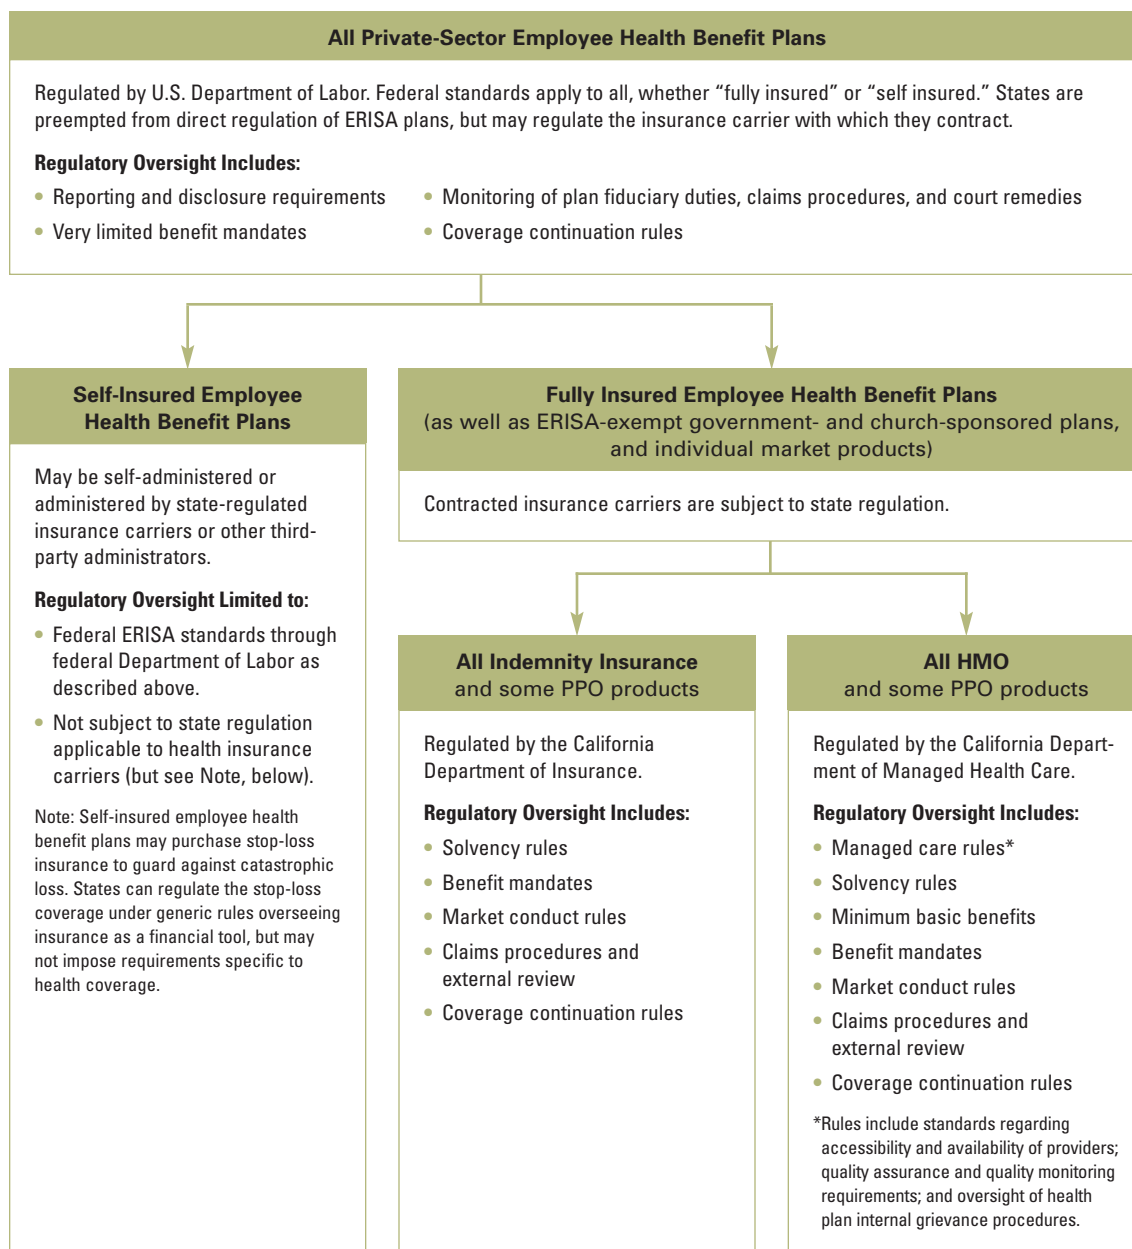 All Private-Sector Employee Health Benefit Plans
Regulated by U.S. Department of Labor. Federal standards apply to all, whether “fully insured” or “self insured.” States are
preempted from direct regulation of ERISA plans, but may regulate the insurance carrier with which they contract.
Regulatory Oversight Includes:
• Reporting and disclosure requirements
• Very limited benefit mandates
• Monitoring of plan fiduciary duties, claims procedures, and court remedies
• Coverage continuation rules
Self-Insured Employee
Health Benefit Plans
May be self-administered or
administered by state-regulated
insurance carriers or other third-
party administrators.
Regulatory Oversight Limited to:
• Federal ERISA standards through
federal Department of Labor as
described above.
• Not subject to state regulation
applicable to health insurance
carriers (but see Note, below).
Note: Self-insured employee health
benefit plans may purchase stop-loss
insurance to guard against catastrophic
loss. States can regulate the stop-loss
coverage under generic rules overseeing
insurance as a financial tool, but may
not impose requirements specific to
health coverage.
Fully Insured Employee Health Benefit Plans
(as well as ERISA-exempt government- and church-sponsored plans,
and individual market products)
Contracted insurance carriers are subject to state regulation.
All Indemnity Insurance
and some PPO products
Regulated by the California
Department of Insurance.
Regulatory Oversight Includes:
• Solvency rules
• Benefit mandates
• Market conduct rules
• Claims procedures and
external review
• Coverage continuation rules
All HMO
and some PPO products
Regulated by the California Depart-
ment of Managed Health Care.
Regulatory Oversight Includes:
• Managed care rules*
• Solvency rules
• Minimum basic benefits
• Benefit mandates
• Market conduct rules
• Claims procedures and
external review
• Coverage continuation rules
*Rules include standards regarding
accessibility and availability of providers;
quality assurance and quality monitoring
requirements; and oversight of health
plan internal grievance procedures.